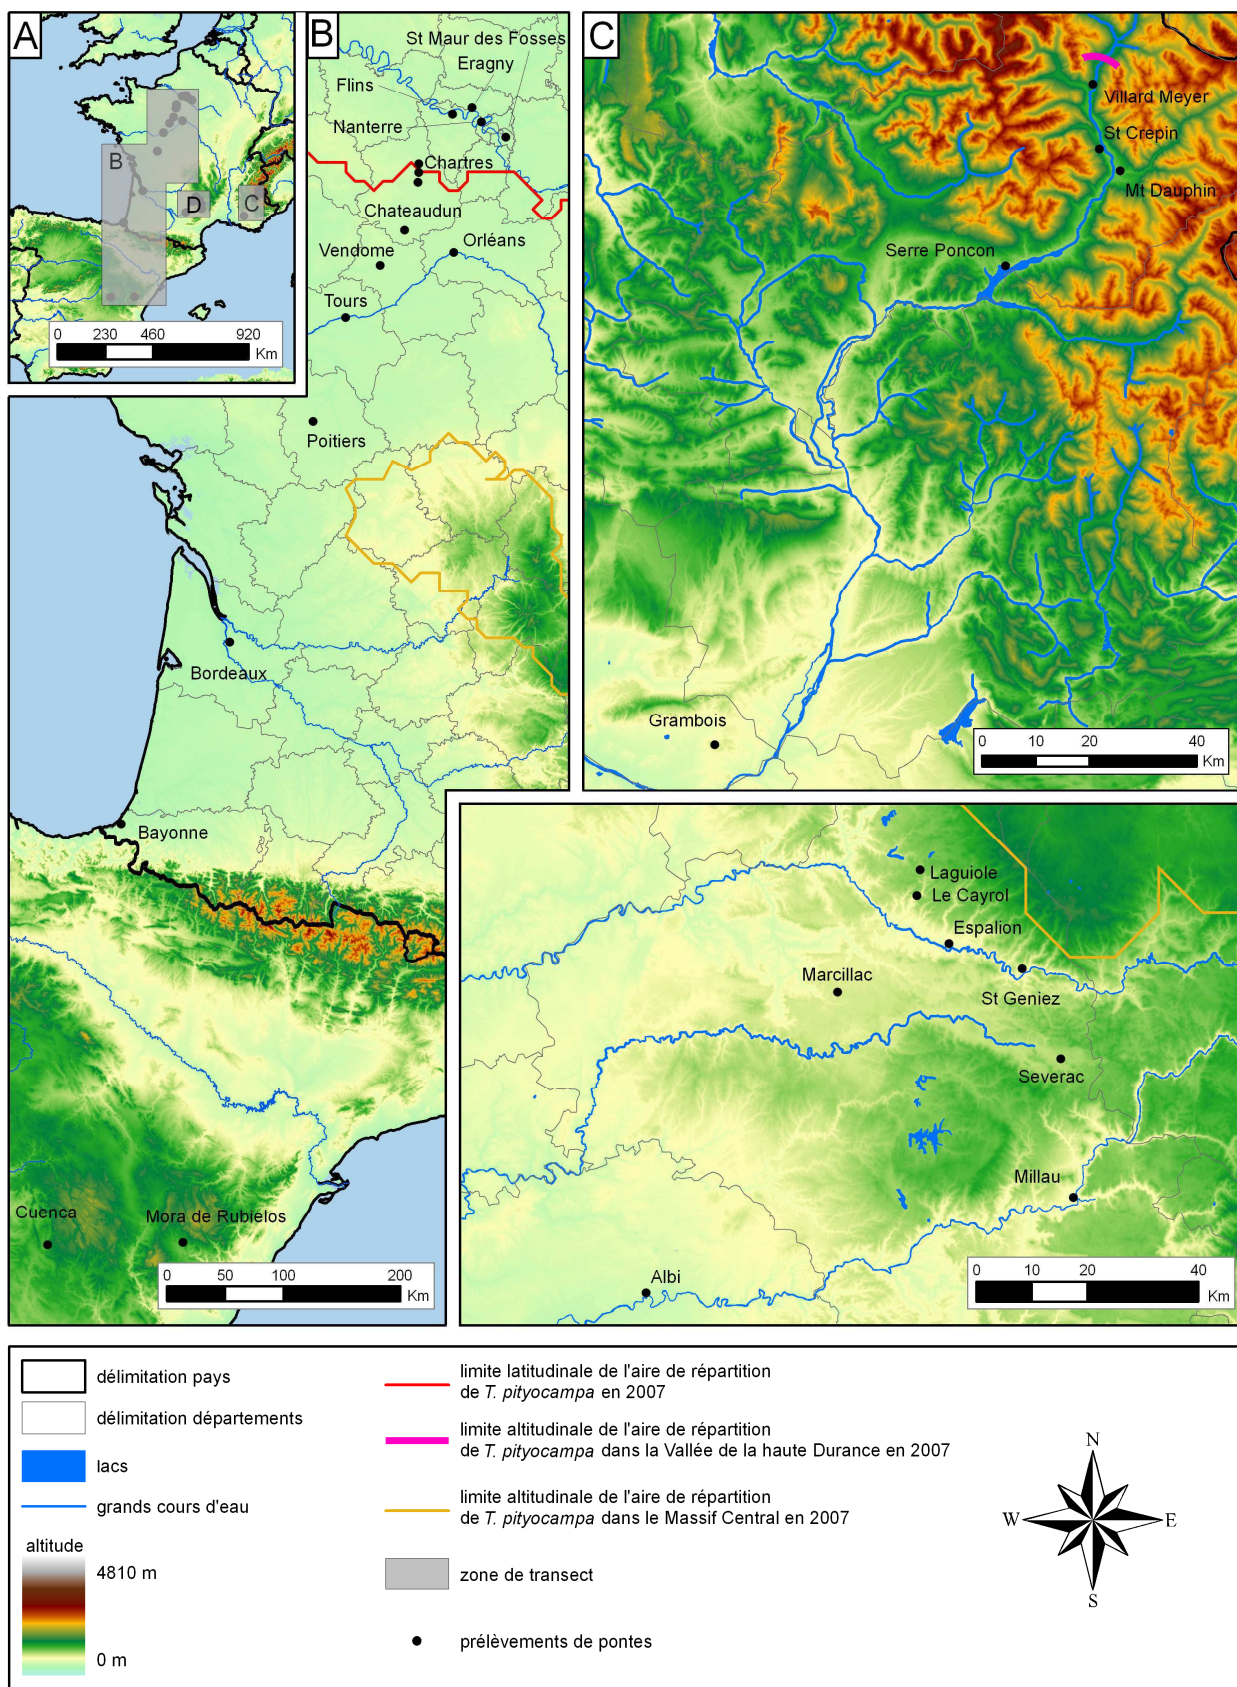 A
B
D
C
0 230 460 920
Km
B
St Maur des Fosses
Eragny
Flins
Nanterre
Chartres
Chateaudun
Vendome
Orléans
Tours
Poitiers
Bordeaux
Bayonne
Cuenca
Mora de Rubielos
0 50 100 200
Km
C
Villard Meyer
St Crepin
Mt Dauphin
Serre Poncon
Grambois
0 10 20 40
Km
Laguiole
Le Cayrol
Espalion
Marcillac
St Geniez
Severac
Millau
Albi
0 10 20 40
Km
délimitation pays
délimitation départements
lacs
grands cours d'eau
altitude
4810 m
0 m
limite latitudinale de l'aire de répartition
de T. pityocampa en 2007
limite altitudinale de l'aire de répartition
de T. pityocampa dans la Vallée de la haute Durance en 2007
limite altitudinale de l'aire de répartition
de T. pityocampa dans le Massif Central en 2007
zone de transect
prélèvements de pontes
N
W E
S